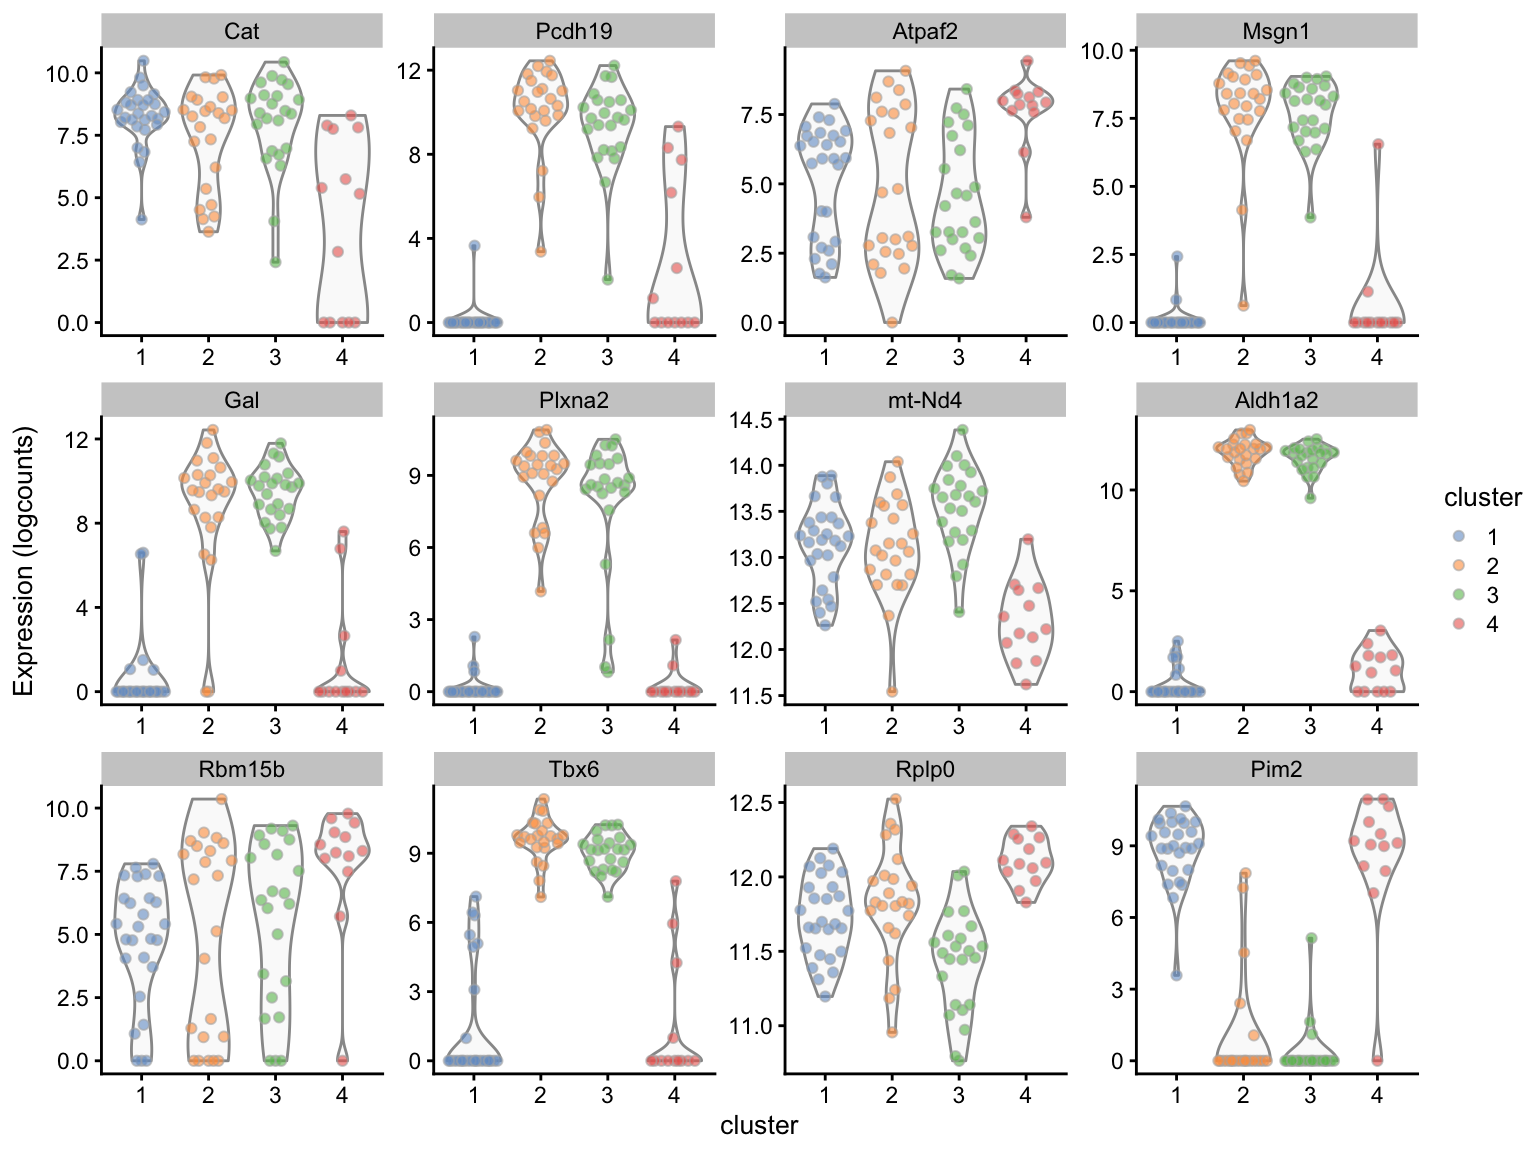 Cat Pcdh19 Atpaf2 Msgn1
10.0 7.5 5.0 2.5 0.0
12 8 4 0
7.5 5.0 2.5 0.0
10.0 7.5 5.0 2.5 0.0
1 2 3 4 1 2 3 4 1 2 3 4 1 2 3 4
Gal Plxna2 mt-Nd4 Aldh1a2
12 8 4 0
9 6 3 0
14.5 14.0 13.5 13.0 12.5 12.0 11.5
10 5 0
1 2 3 4 1 2 3 4 1 2 3 4 1 2 3 4
Rbm15b Tbx6 Rplp0 Pim2
10.0 7.5 5.0 2.5 0.0
9 6 3 0
12.5 12.0 11.5 11.0
9 6 3 0
1 2 3 4 1 2 3 4 1 2 3 4 1 2 3 4
Expression (logcounts)
cluster
cluster
1
2
3
4